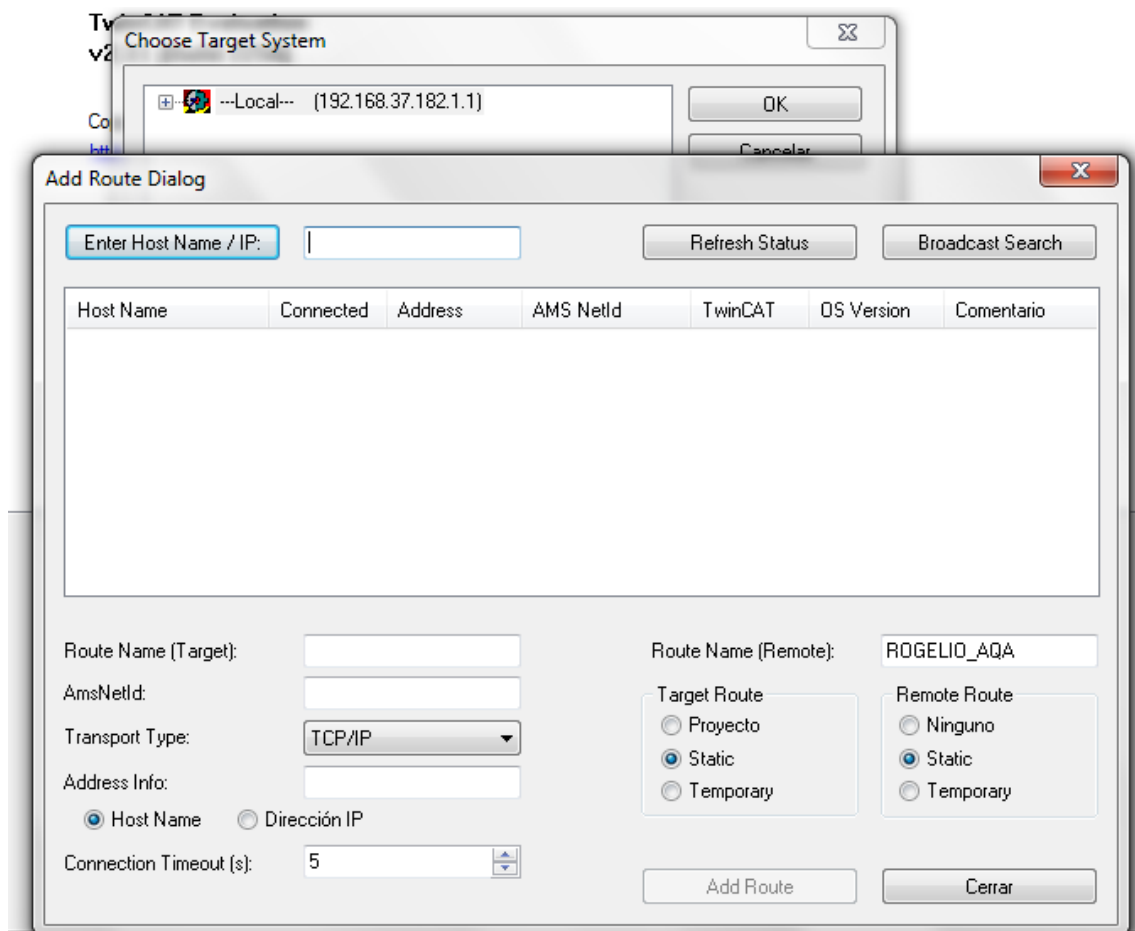 Choose Target System
---Local--- (192.168.37.182.1.1)
OK
Cancelar
Add Route Dialog
Enter Host Name / IP:
Refresh Status
Broadcast Search
Host Name Connected Address AMS NetId TwinCAT OS Version Comentario
Route Name (Target):
Route Name (Remote): ROGELIO_AQA
AmsNetId:
Target Route
Remote Route
Transport Type: TCP/IP
Proyecto
Ninguno
Static
Static
Address Info:
Temporary
Temporary
Host Name
Dirección IP
Connection Timeout (s): 5
Add Route
Cerrar